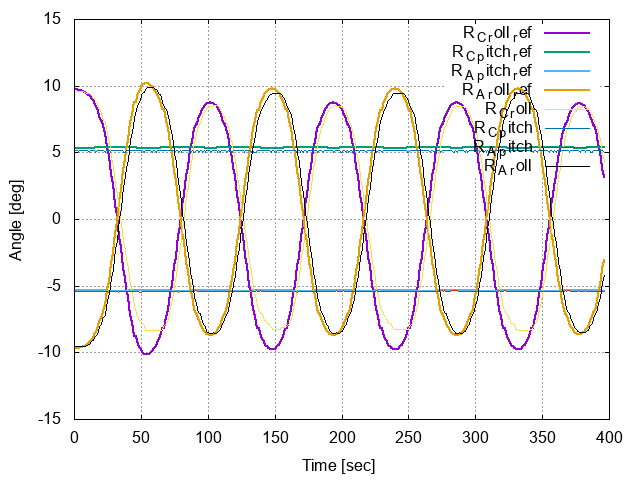 15
10
5
0
-5
-10
-15
0
50
100
150
200
250
300
350
400
Angle [deg]
Time [sec]
R_Croll_ref
R_Cpitch_ref
R_Apitch_ref
R_Aroll_ref
R_Croll
R_Cpitch
R_Apitch
R_Aroll